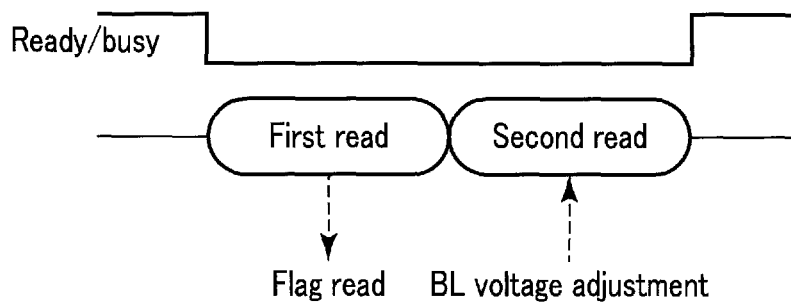 Ready/busy
First read
Second read
Flag read
BL voltage adjustment